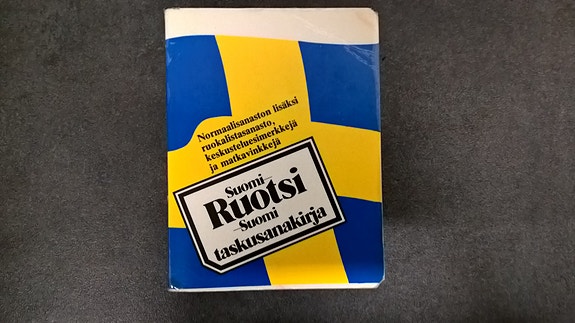 Normaalisanaston lisäksi
ruokalistasanasto,
keskusteluesimerkkejä
ja matkavinkkejä
Suomi–
Ruotsi
–Suomi
taskusanakirja